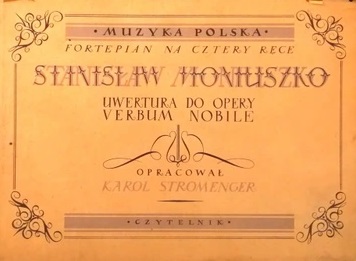 • MUZYKA POLSKA •
FORTEPIAN NA CZTERY RĘCE
STANISŁAW MONIUSZKO
UWERTURA DO OPERY
VERBUM NOBILE
OPRACOWAŁ
KAROL STROMENGER
• CZYTELNIK •